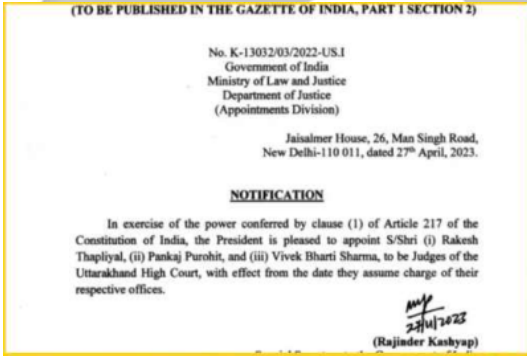 (TO BE PUBLISHED IN THE GAZETTE OF INDIA, PART 1 SECTION 2)
No. K-13032/03/2022-US.I
Government of India
Ministry of Law and Justice
Department of Justice
(Appointments Division)
Jaisalmer House, 26, Man Singh Road,
New Delhi-110 011, dated 27th April, 2023.
NOTIFICATION
In exercise of the power conferred by clause (1) of Article 217 of the
Constitution of India, the President is pleased to appoint S/Shri (i) Rakesh
Thapliyal, (ii) Pankaj Purohit, and (iii) Vivek Bharti Sharma, to be Judges of the
Uttarakhand High Court, with effect from the date they assume charge of their
respective offices.
27/4/2023
(Rajinder Kashyap)